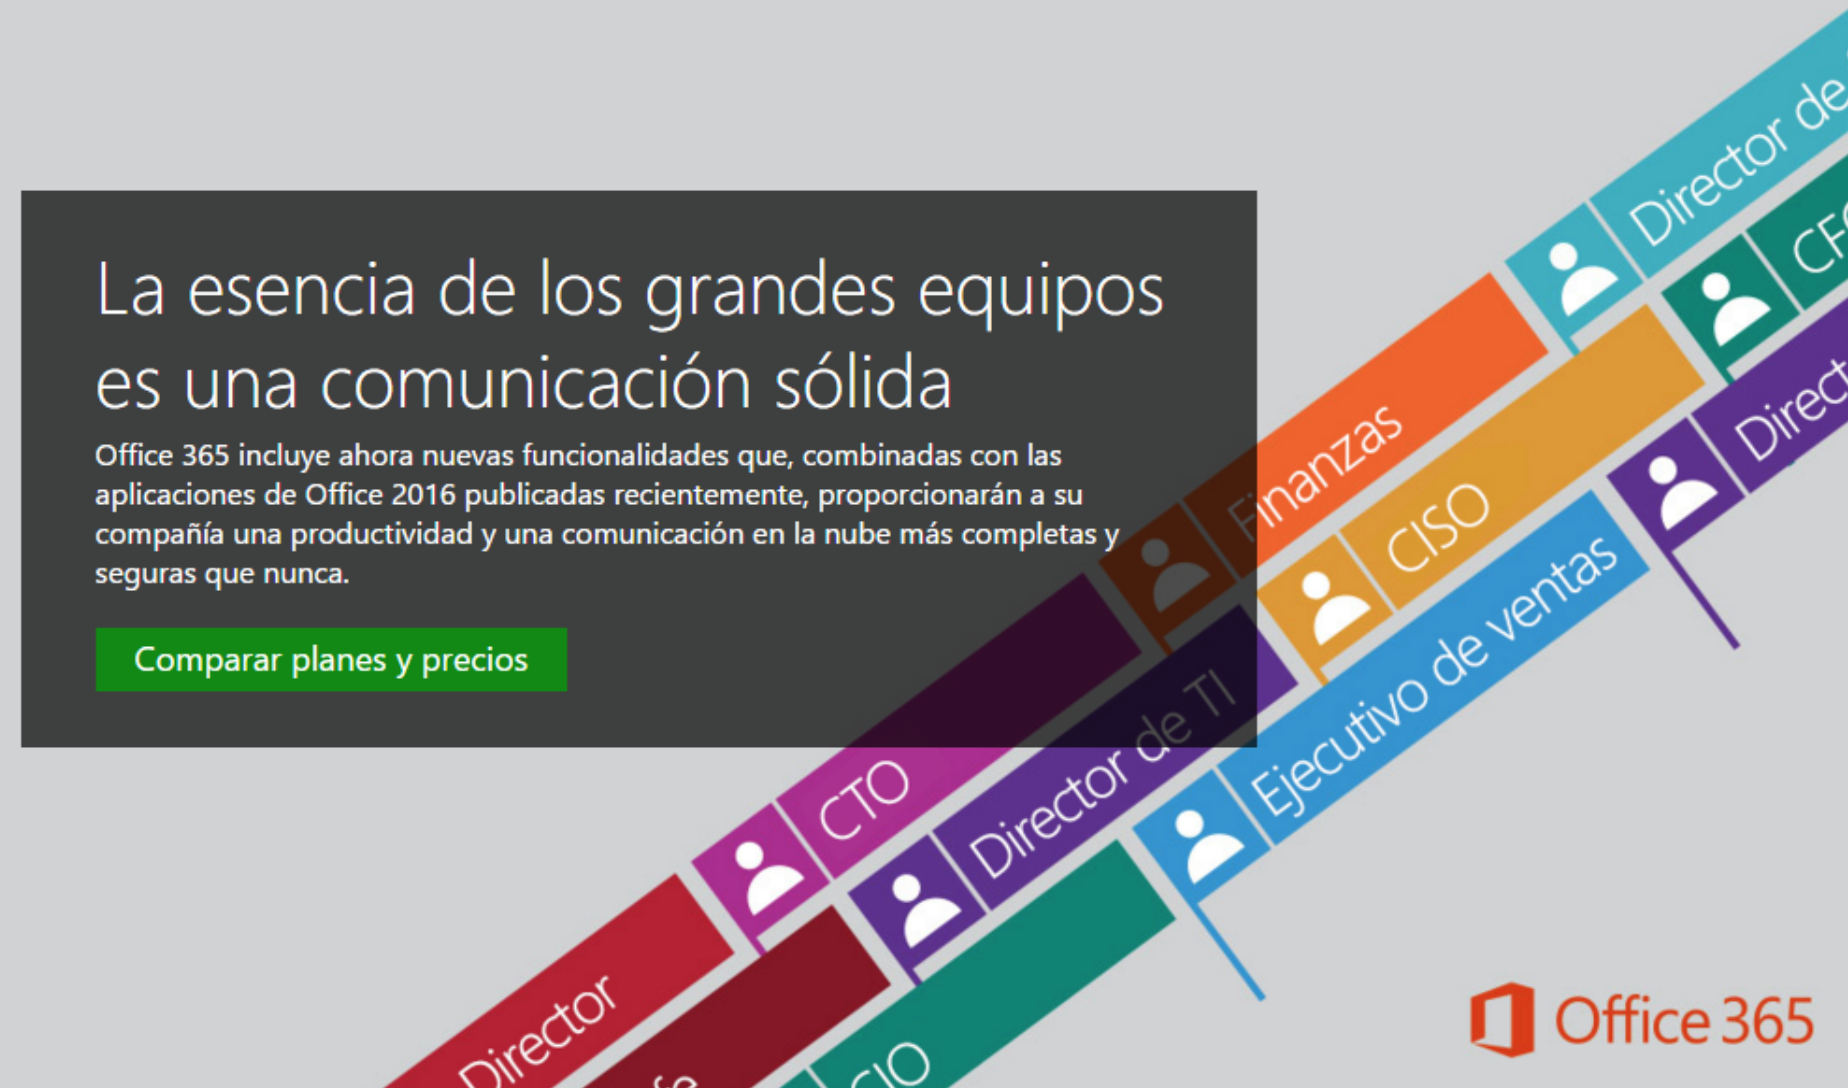 La esencia de los grandes equipos
es una comunicación sólida
Office 365 incluye ahora nuevas funcionalidades que, combinadas con las
aplicaciones de Office 2016 publicadas recientemente, proporcionarán a su
compañía una productividad y una comunicación en la nube más completas y
seguras que nunca.
Comparar planes y precios
Director de
CF
Direct
Finanzas
CISO
Ejecutivo de ventas
CTO
Director de TI
Director
fe
CIO
Office 365